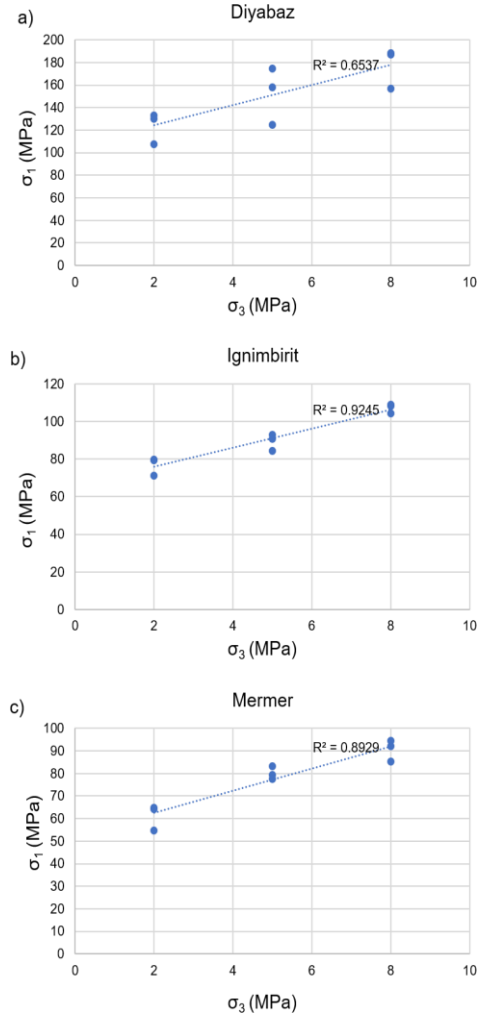 a)
Diyabaz
200
180
160
140
120
100
80
60
40
20
0
R² = 0.6537
σ₁ (MPa)
0 2 4 6 8 10
σ₃ (MPa)
b)
Ignimbirit
120
100
80
60
40
20
0
R² = 0.9245
σ₁ (MPa)
0 2 4 6 8 10
σ₃ (MPa)
c)
Mermer
100
90
80
70
60
50
40
30
20
10
0
R² = 0.8929
σ₁ (MPa)
0 2 4 6 8 10
σ₃ (MPa)